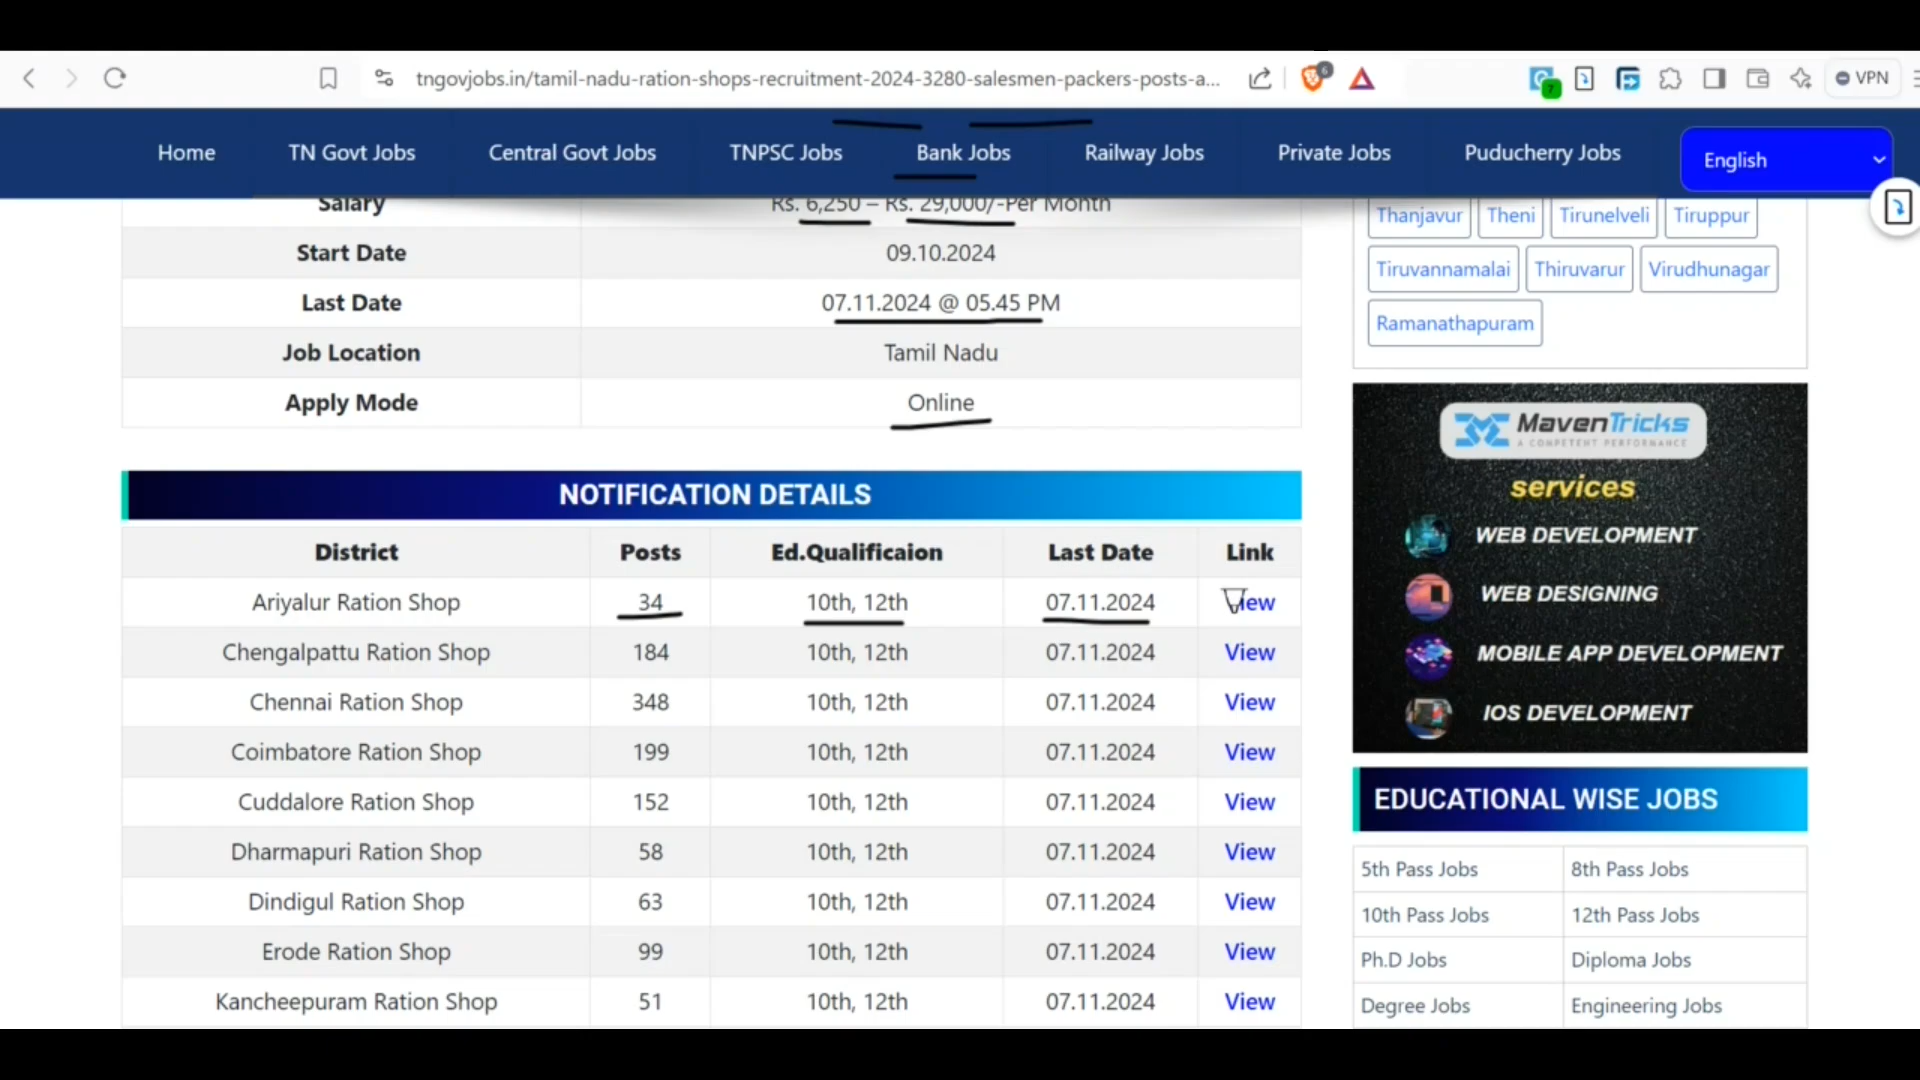 tngovjobs.in/tamil-nadu-ration-shops-recruitment-2024-3280-salesmen-packers-posts-a...
6
7
VPN
Home TN Govt Jobs Central Govt Jobs TNPSC Jobs Bank Jobs Railway Jobs Private Jobs Puducherry Jobs English
Salary Rs. 6,250 – Rs. 29,000/-Per Month
Start Date 09.10.2024
Last Date 07.11.2024 @ 05.45 PM
Job Location Tamil Nadu
Apply Mode Online
NOTIFICATION DETAILS
District Posts Ed.Qualificaion Last Date Link
Ariyalur Ration Shop 34 10th, 12th 07.11.2024 View
Chengalpattu Ration Shop 184 10th, 12th 07.11.2024 View
Chennai Ration Shop 348 10th, 12th 07.11.2024 View
Coimbatore Ration Shop 199 10th, 12th 07.11.2024 View
Cuddalore Ration Shop 152 10th, 12th 07.11.2024 View
Dharmapuri Ration Shop 58 10th, 12th 07.11.2024 View
Dindigul Ration Shop 63 10th, 12th 07.11.2024 View
Erode Ration Shop 99 10th, 12th 07.11.2024 View
Kancheepuram Ration Shop 51 10th, 12th 07.11.2024 View
Thanjavur Theni Tirunelveli Tiruppur
Tiruvannamalai Thiruvarur Virudhunagar
Ramanathapuram
MavenTricks
A COMPETENT PERFORMANCE
services
WEB DEVELOPMENT
WEB DESIGNING
MOBILE APP DEVELOPMENT
IOS DEVELOPMENT
EDUCATIONAL WISE JOBS
5th Pass Jobs 8th Pass Jobs
10th Pass Jobs 12th Pass Jobs
Ph.D Jobs Diploma Jobs
Degree Jobs Engineering Jobs